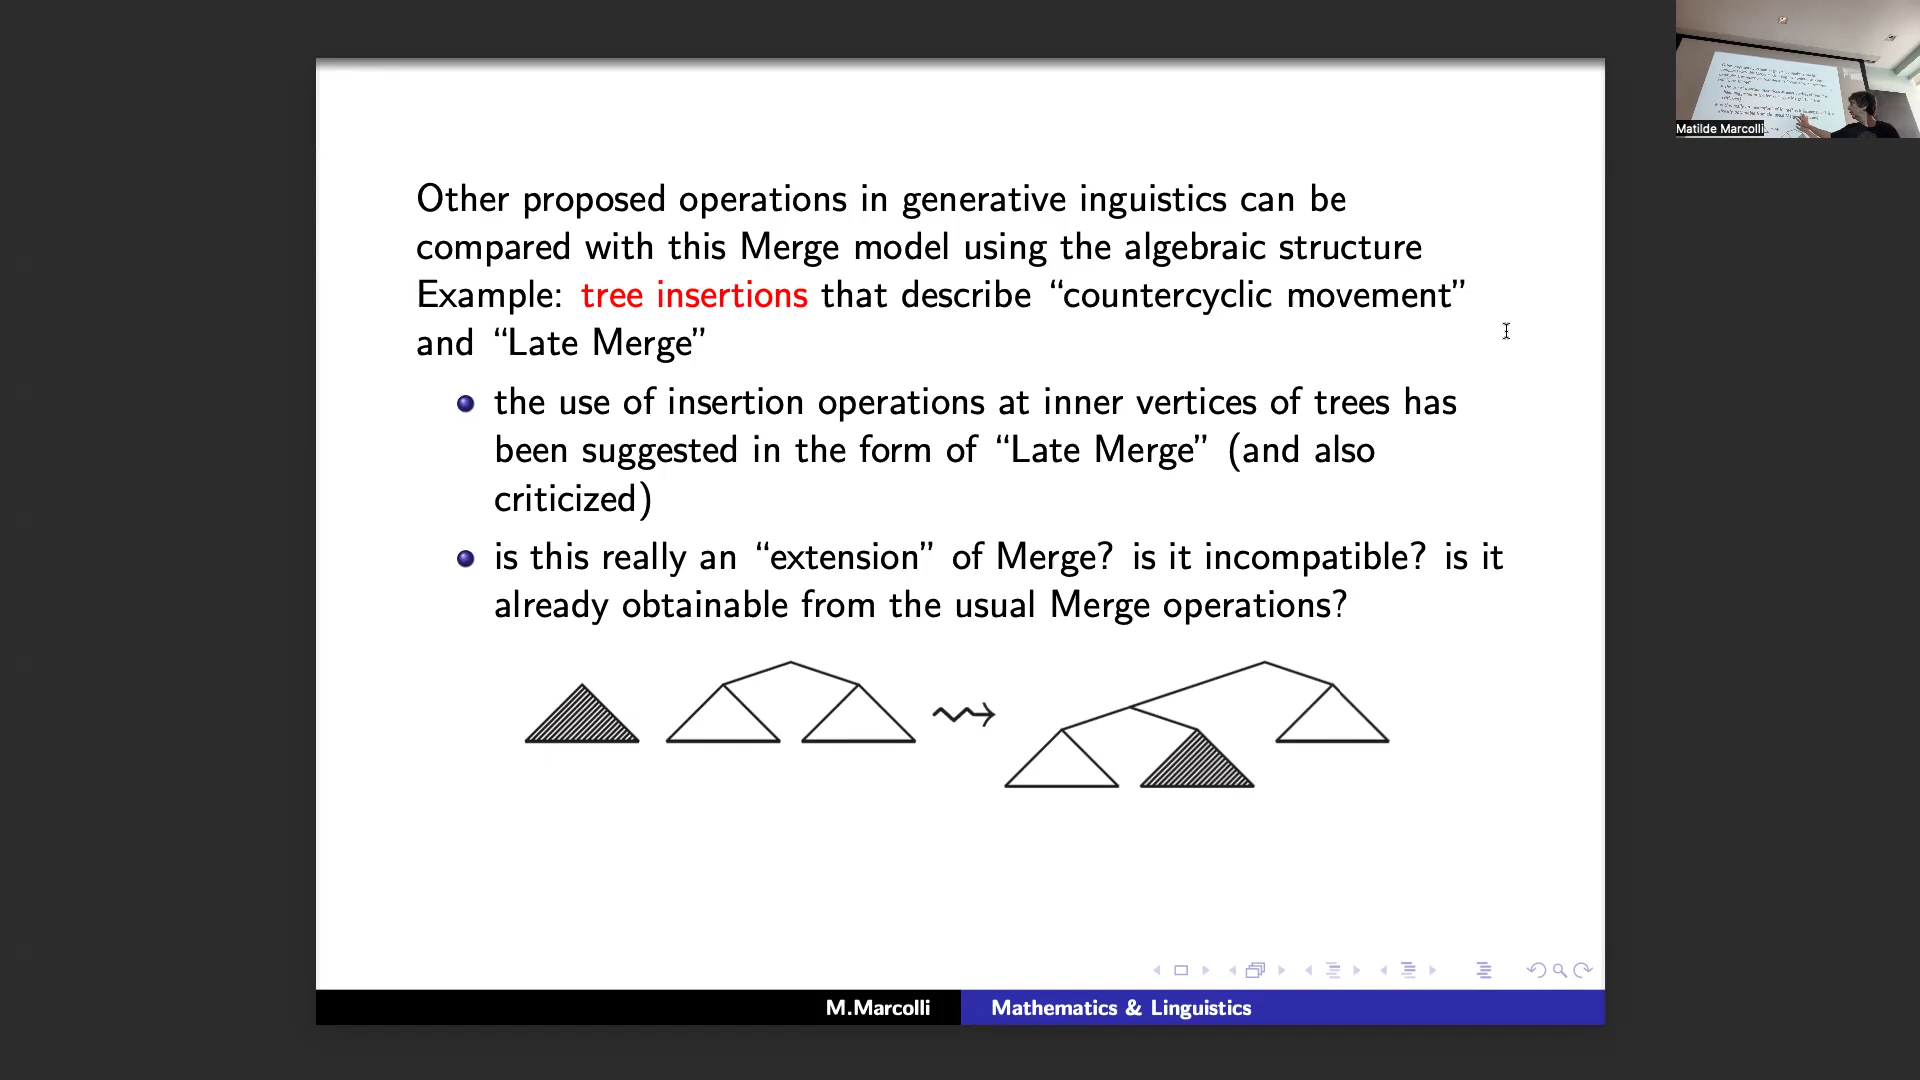 Matilde Marcolli
Other proposed operations in generative inguistics can be
compared with this Merge model using the algebraic structure
Example: tree insertions that describe “countercyclic movement”
and “Late Merge”
the use of insertion operations at inner vertices of trees has
been suggested in the form of “Late Merge” (and also
criticized)
is this really an “extension” of Merge? is it incompatible? is it
already obtainable from the usual Merge operations?
M.Marcolli
Mathematics & Linguistics